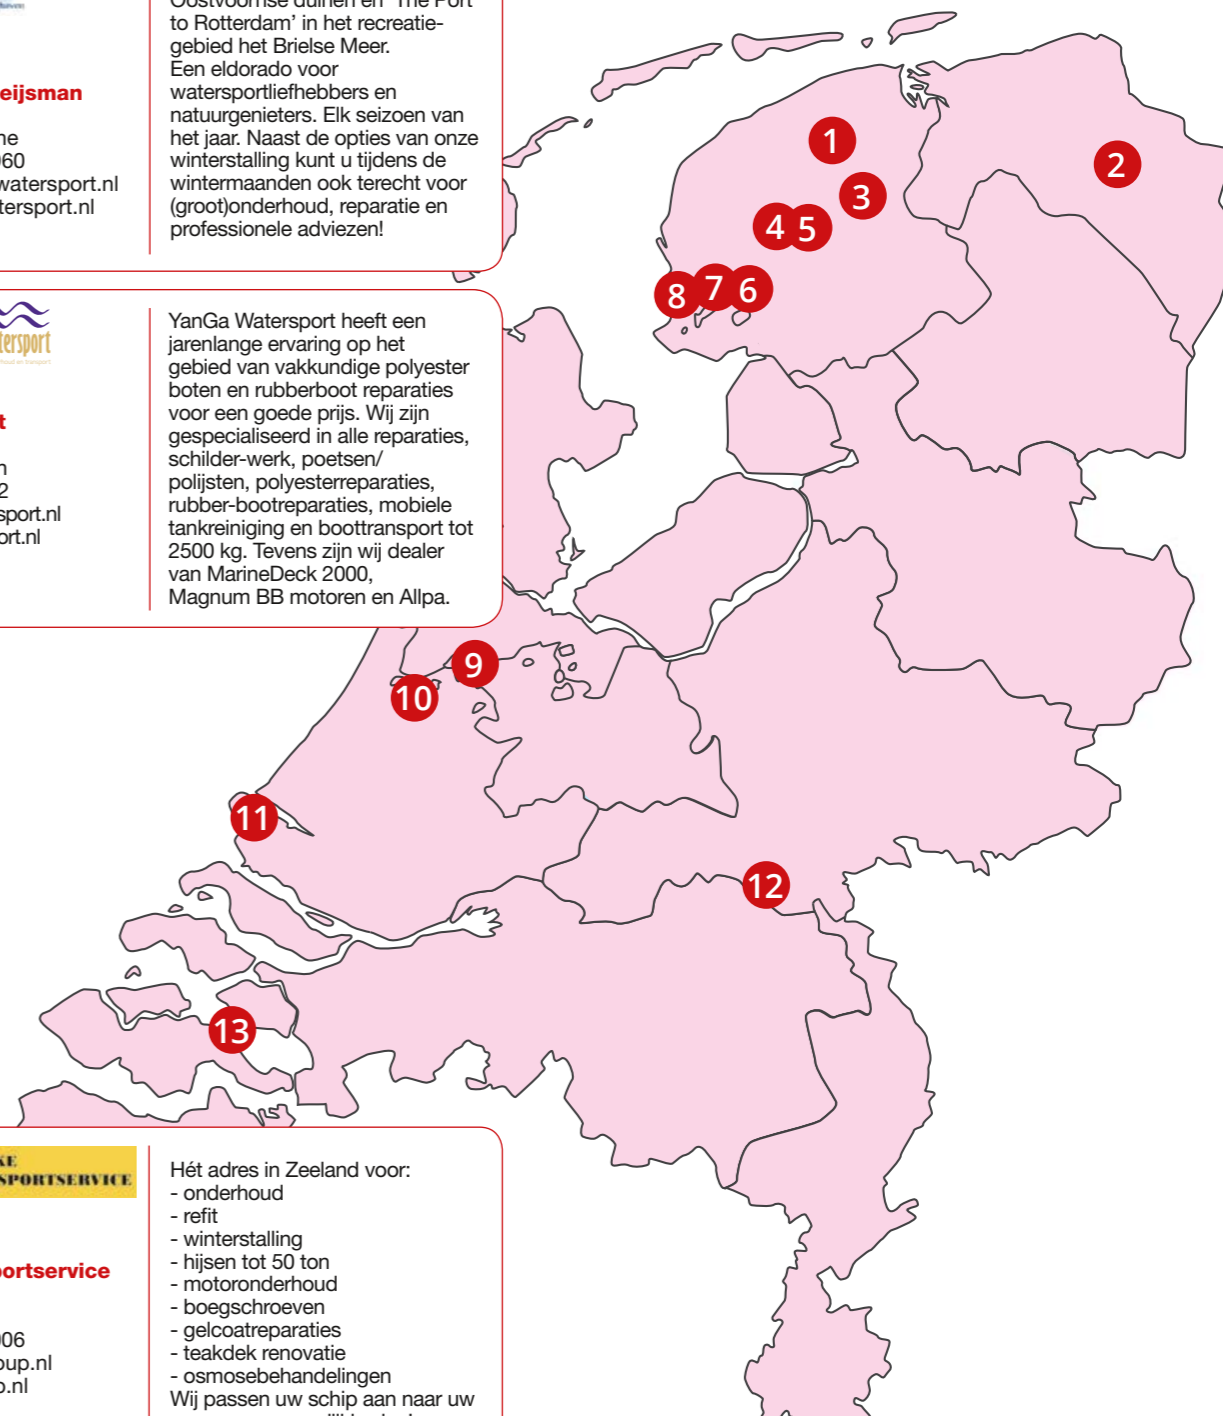 Oostvoornse duinen en 'The Port
to Rotterdam' in het recreatie-
gebied het Brielse Meer.
Een eldorado voor
watersportliefhebbers en
natuurgenieters. Elk seizoen van
het jaar. Naast de opties van onze
winterstalling kunt u tijdens de
wintermaanden ook terecht voor
(groot)onderhoud, reparatie en
professionele adviezen!
eijsman
ne
060
watersport.nl
tersport.nl
tersport
houd en transport
t
n
2
sport.nl
ort.nl
YanGa Watersport heeft een
jarenlange ervaring op het
gebied van vakkundige polyester
boten en rubberboot reparaties
voor een goede prijs. Wij zijn
gespecialiseerd in alle reparaties,
schilder-werk, poetsen/
polijsten, polyesterreparaties,
rubber-bootreparaties, mobiele
tankreiniging en boottransport tot
2500 kg. Tevens zijn wij dealer
van MarineDeck 2000,
Magnum BB motoren en Allpa.
KE
SPORTSERVICE
portservice
006
oup.nl
p.nl
Hét adres in Zeeland voor:
- onderhoud
- refit
- winterstalling
- hijsen tot 50 ton
- motoronderhoud
- boegschroeven
- gelcoatreparaties
- teakdek renovatie
- osmosebehandelingen
Wij passen uw schip aan naar uw
1
2
3
4
5
6
7
8
9
10
11
12
13